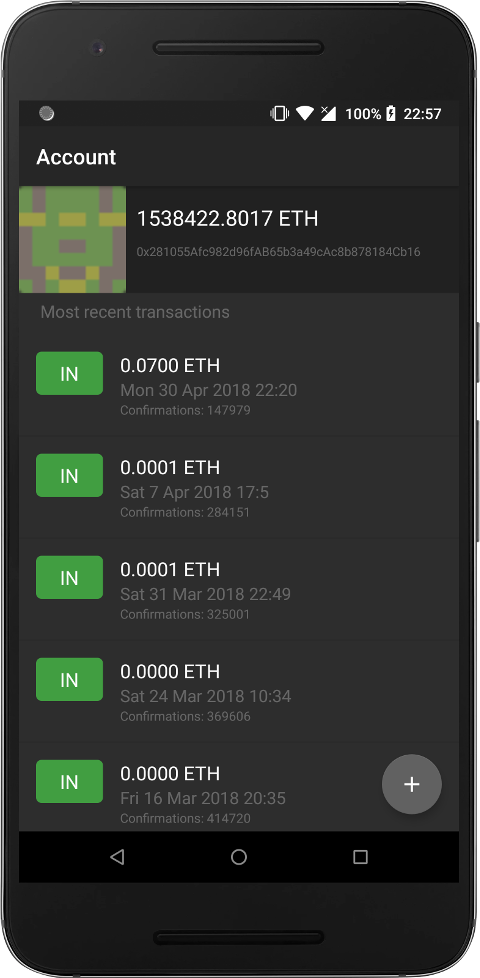 100% 22:57
Account
1538422.8017 ETH
0x281055Afc982d96fAB65b3a49cAc8b878184Cb16
Most recent transactions
IN
0.0700 ETH
Mon 30 Apr 2018 22:20
Confirmations: 147979
IN
0.0001 ETH
Sat 7 Apr 2018 17:5
Confirmations: 284151
IN
0.0001 ETH
Sat 31 Mar 2018 22:49
Confirmations: 325001
IN
0.0000 ETH
Sat 24 Mar 2018 10:34
Confirmations: 369606
IN
0.0000 ETH
Fri 16 Mar 2018 20:35
Confirmations: 414720
+